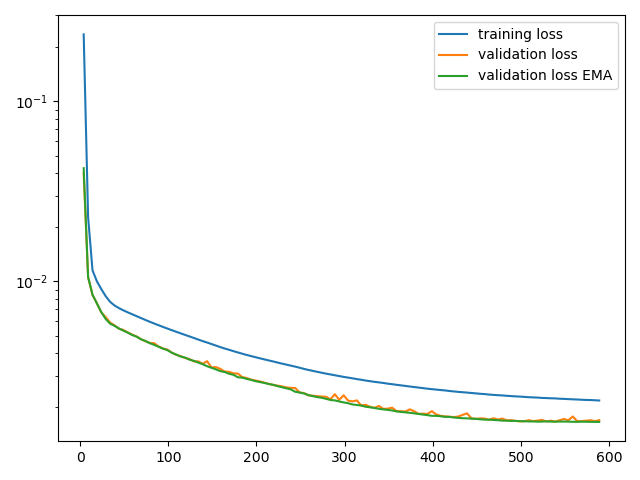 training loss
validation loss
validation loss EMA
10⁻¹
10⁻²
0 100 200 300 400 500 600